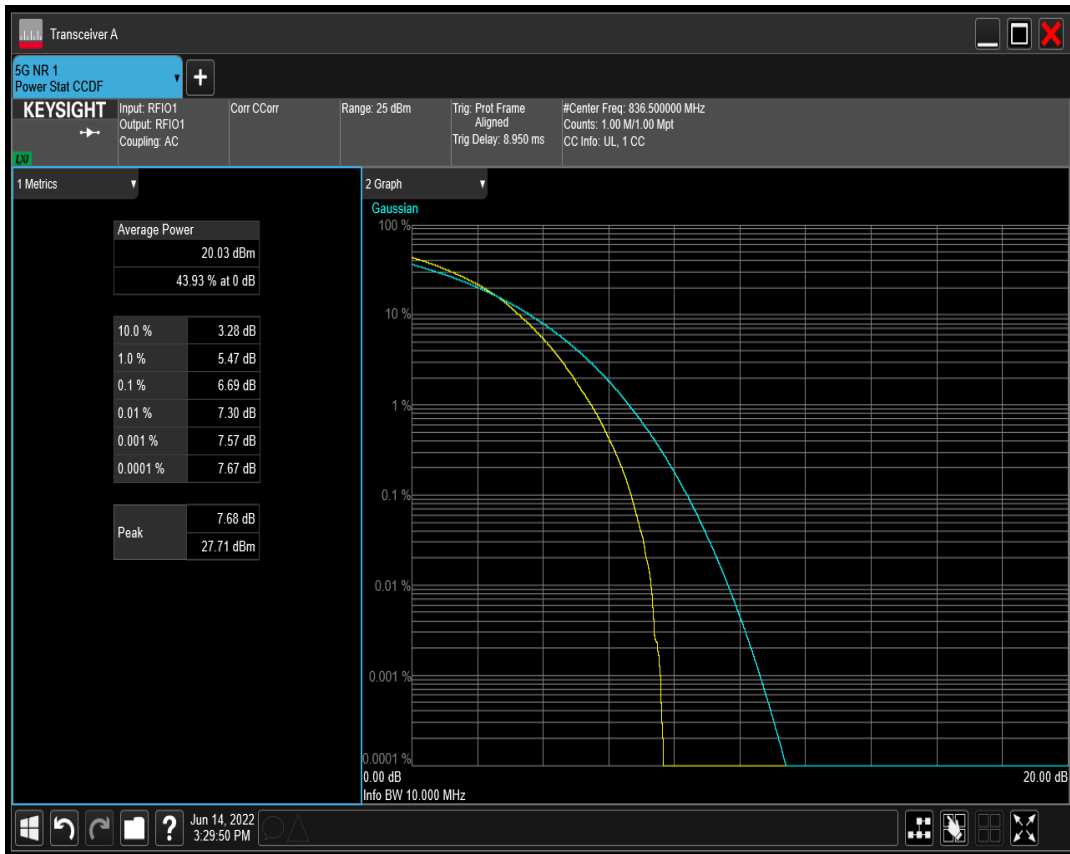 Transceiver A
5G NR 1
Power Stat CCDF
+
KEYSIGHT
LXI
Input: RFIO1
Output: RFIO1
Coupling: AC
Corr CCorr
Range: 25 dBm
Trig: Prot Frame
Aligned
Trig Delay: 8.950 ms
#Center Freq: 836.500000 MHz
Counts: 1.00 M/1.00 Mpt
CC Info: UL, 1 CC
1 Metrics
Average Power
20.03 dBm
43.93 % at 0 dB
10.0 % 3.28 dB
1.0 % 5.47 dB
0.1 % 6.69 dB
0.01 % 7.30 dB
0.001 % 7.57 dB
0.0001 % 7.67 dB
Peak 7.68 dB
27.71 dBm
2 Graph
Gaussian
100 %
10 %
1 %
0.1 %
0.01 %
0.001 %
0.0001 %
0.00 dB 20.00 dB
Info BW 10.000 MHz
?
Jun 14, 2022
3:29:50 PM